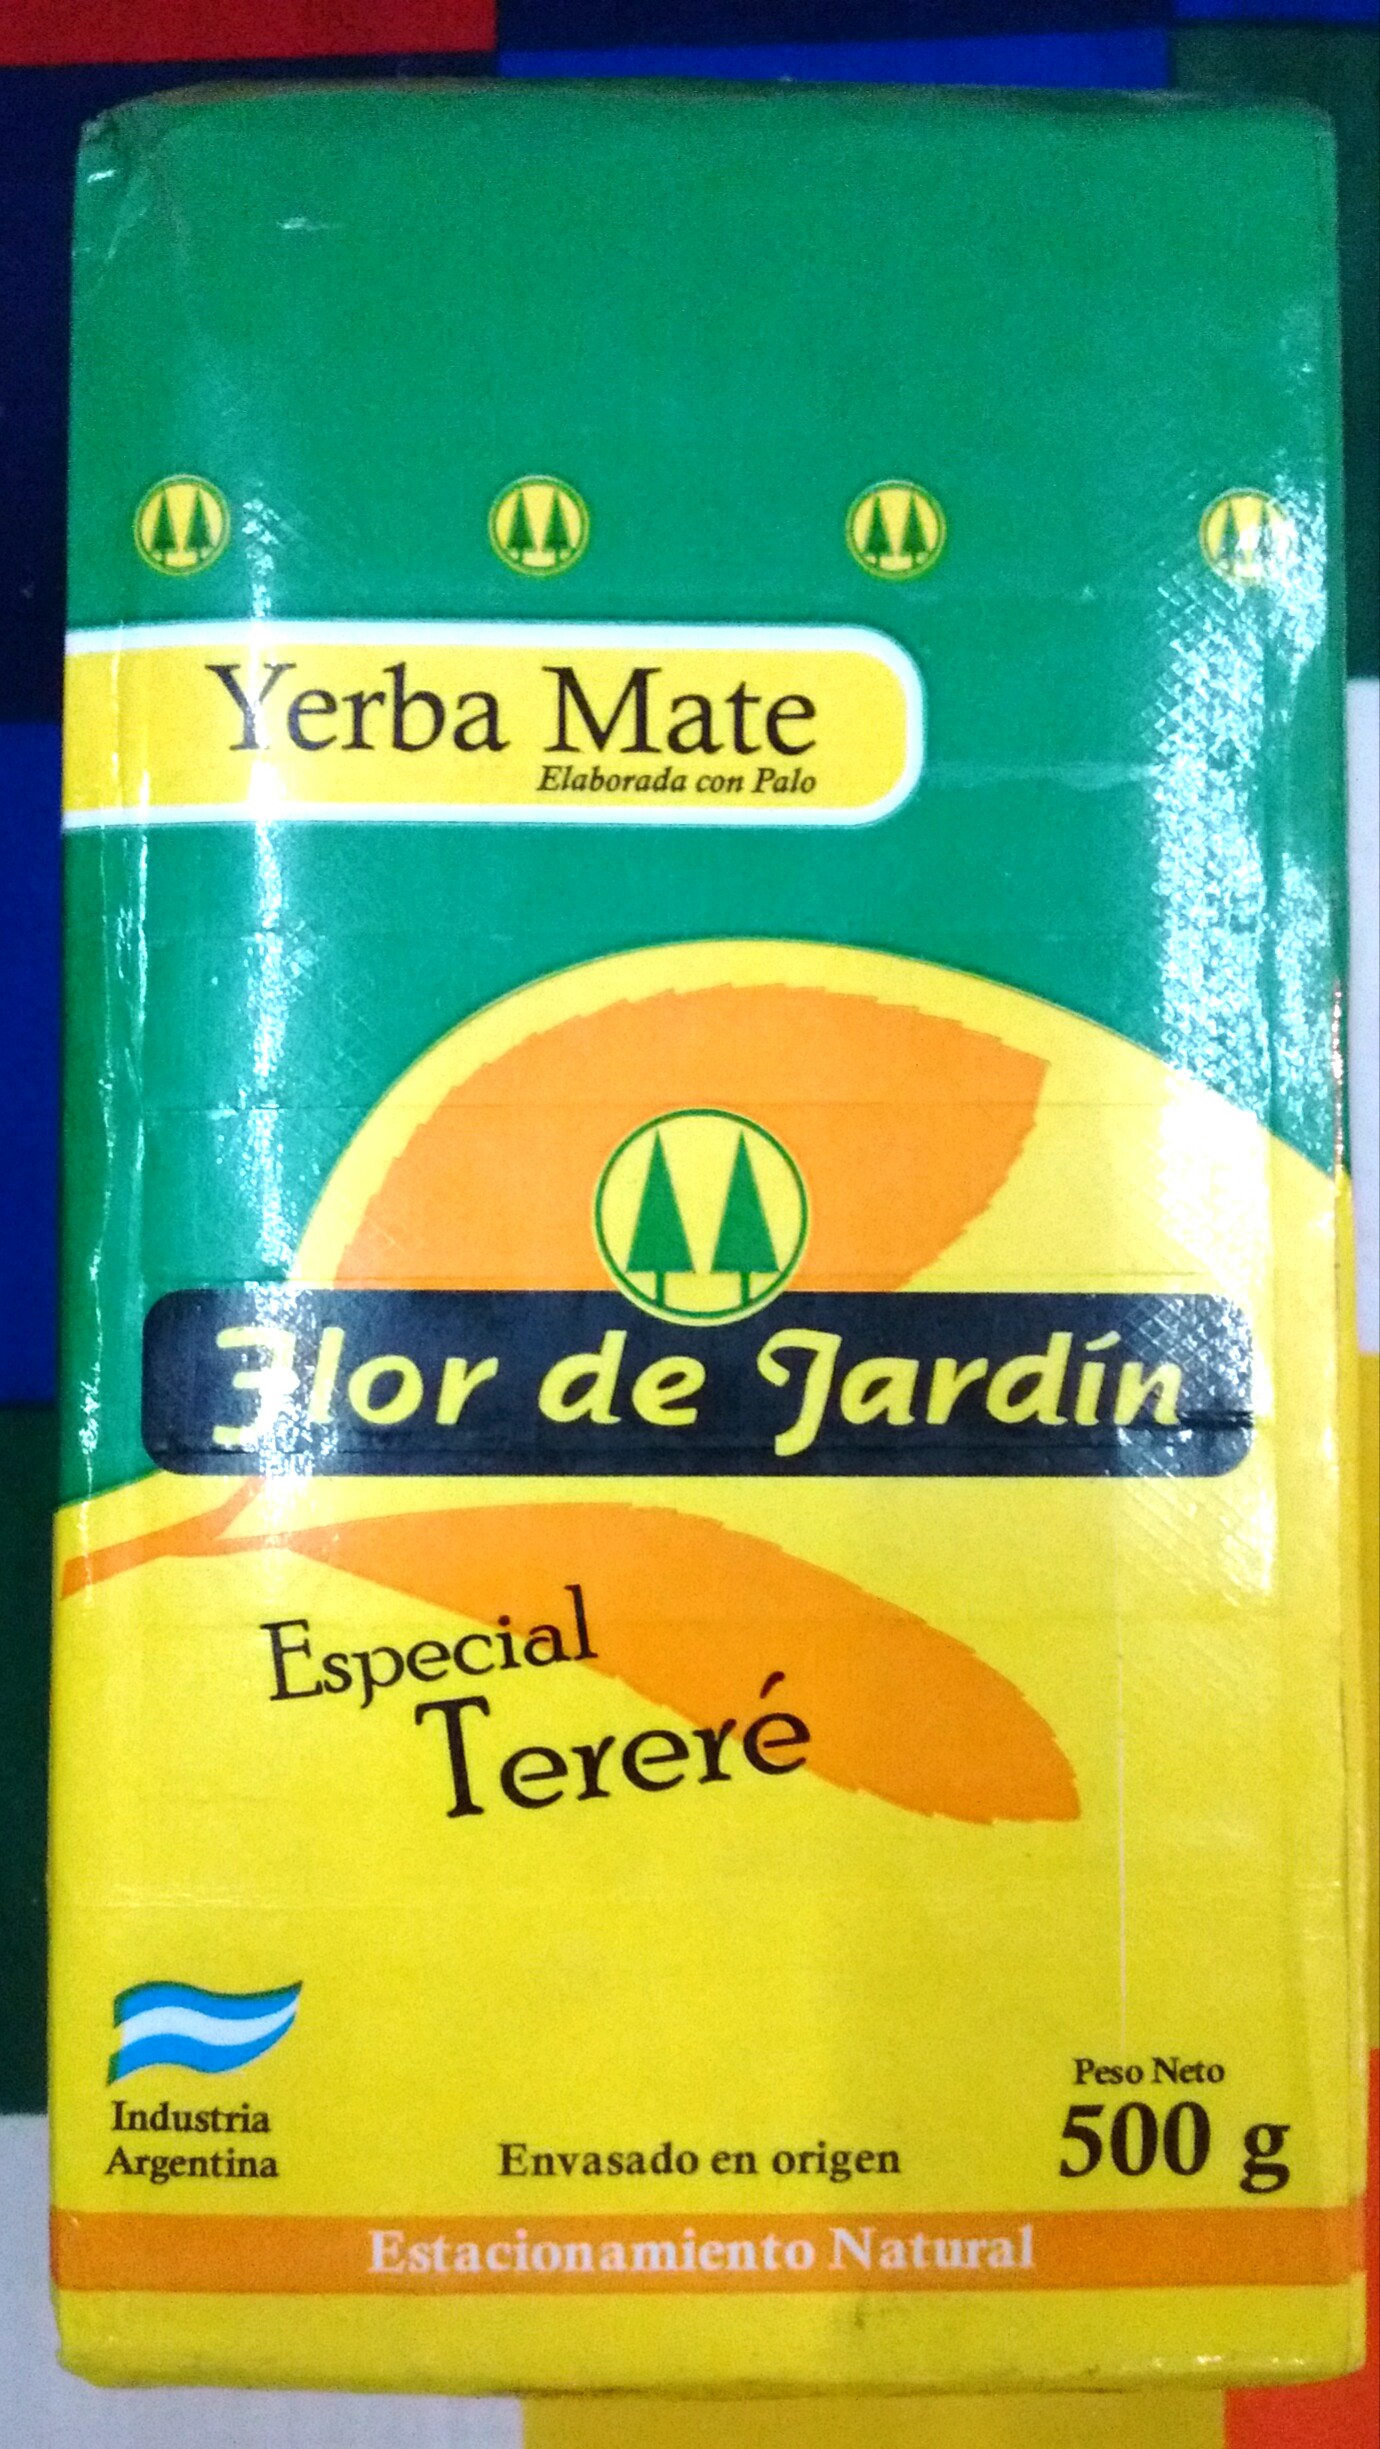 Yerba Mate
Elaborada con Palo
Flor de Jardín
Especial
Tereré
Industria
Argentina
Envasado en origen
Peso Neto
500 g
Estacionamiento Natural